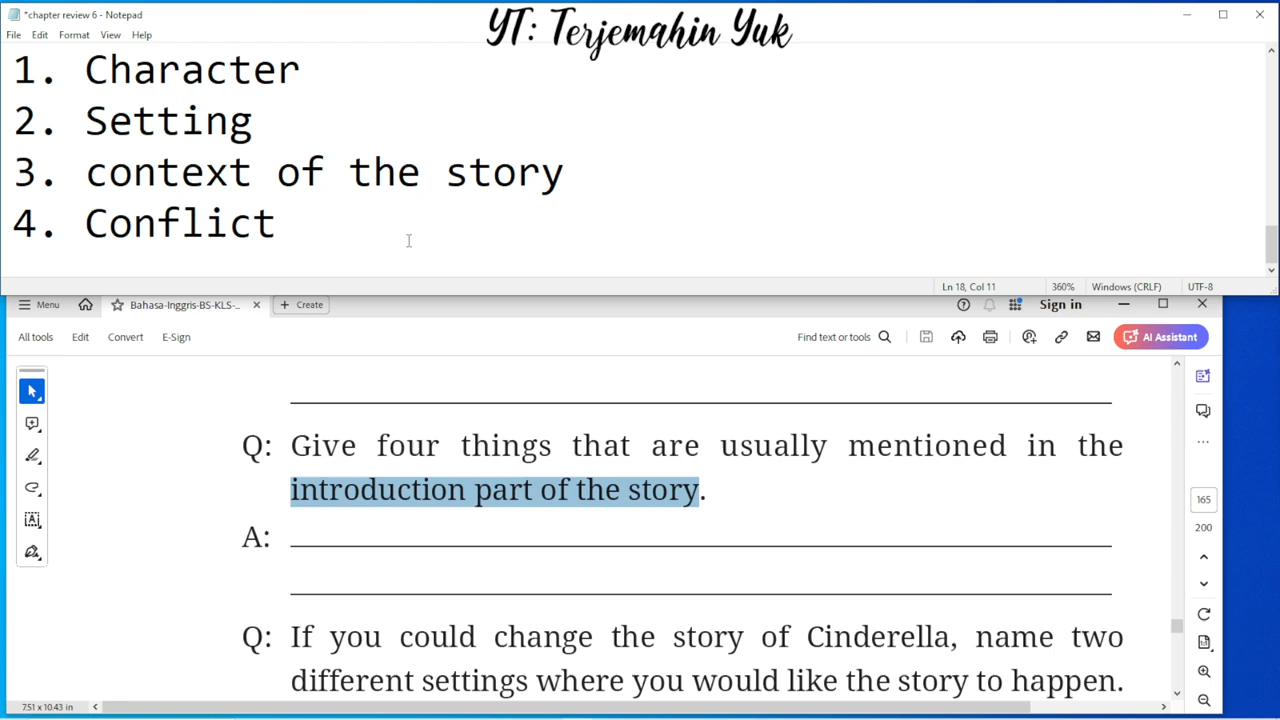 *chapter review 6 - Notepad
YT: Terjemahin Yuk
File Edit Format View Help
1. Character
2. Setting
3. context of the story
4. Conflict
Ln 18, Col 11 360% Windows (CRLF) UTF-8
Menu Bahasa-Inggris-BS-KLS-... Create Sign in
All tools Edit Convert E-Sign Find text or tools AI Assistant
Q: Give four things that are usually mentioned in the
introduction part of the story.
165
A:
200
Q: If you could change the story of Cinderella, name two
different settings where you would like the story to happen.
7.51 x 10.43 in